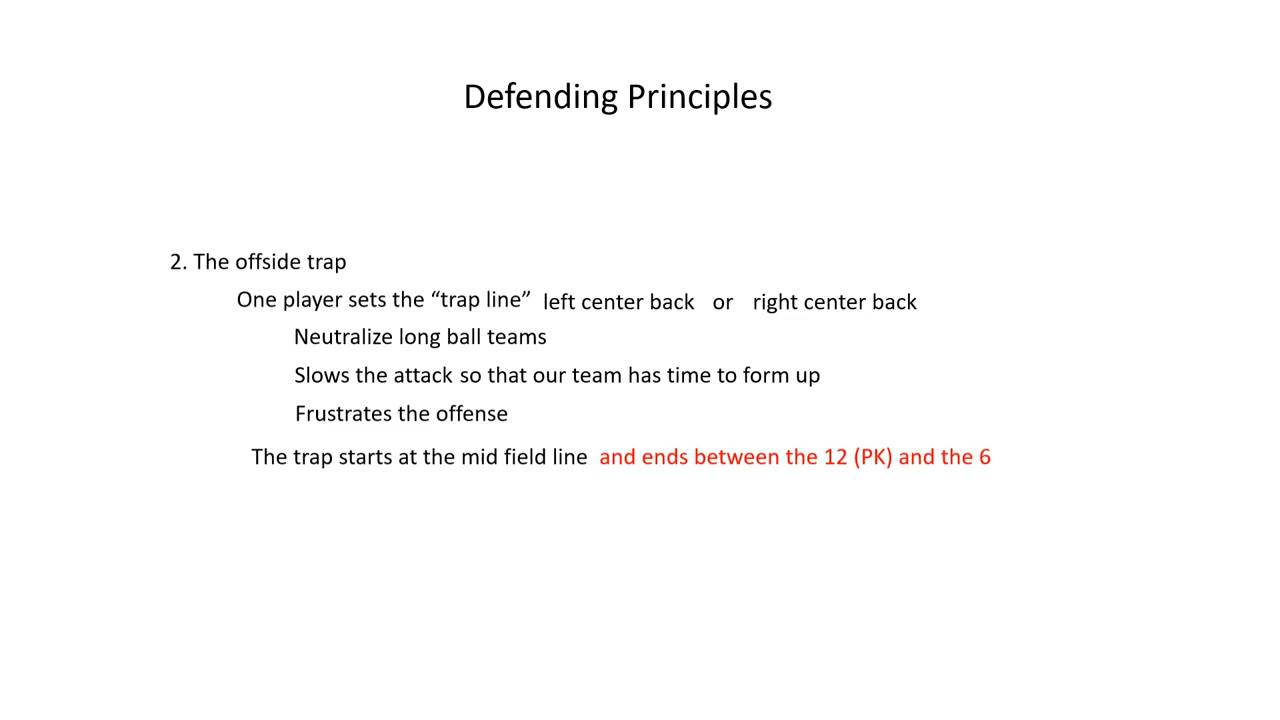 Defending Principles
2. The offside trap
One player sets the “trap line” left center back or right center back
Neutralize long ball teams
Slows the attack so that our team has time to form up
Frustrates the offense
The trap starts at the mid field line and ends between the 12 (PK) and the 6